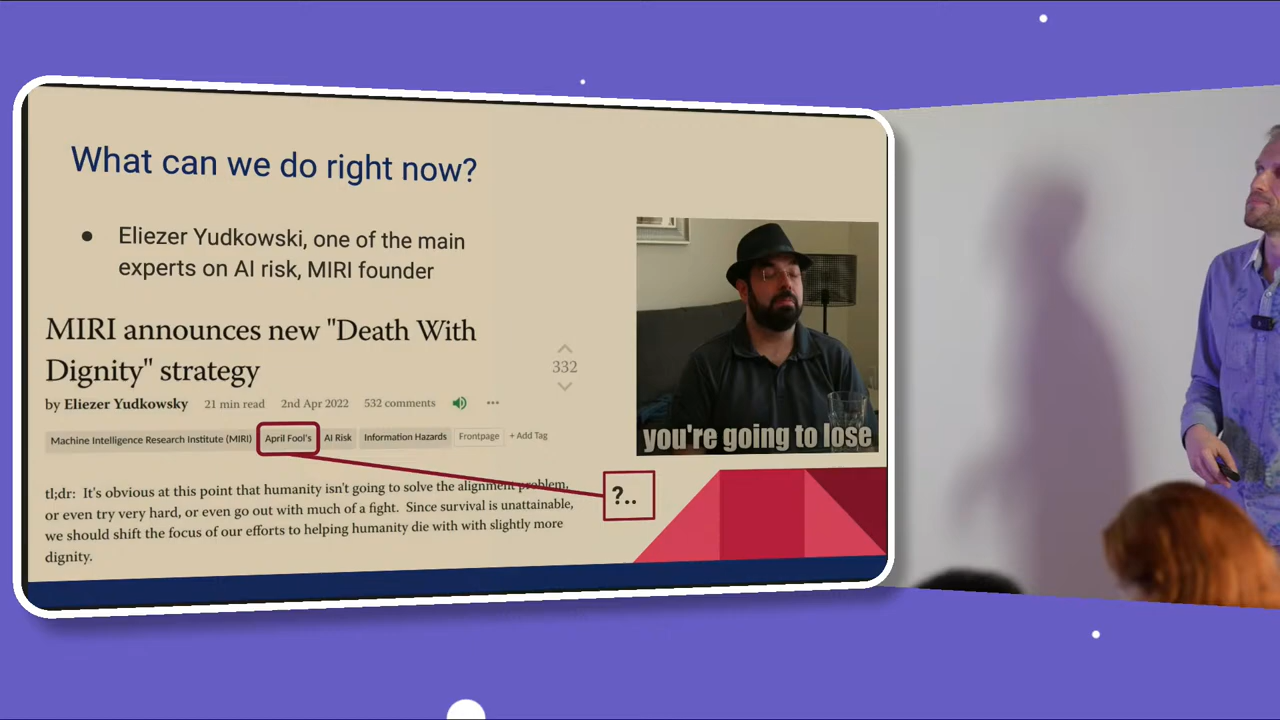 What can we do right now?
● Eliezer Yudkowski, one of the main
experts on AI risk, MIRI founder
MIRI announces new "Death With
Dignity" strategy
332
by Eliezer Yudkowsky 21 min read 2nd Apr 2022 532 comments ...
Machine Intelligence Research Institute (MIRI) April Fool's AI Risk Information Hazards Frontpage + Add Tag
tl;dr: It's obvious at this point that humanity isn't going to solve the alignment problem,
or even try very hard, or even go out with much of a fight. Since survival is unattainable,
we should shift the focus of our efforts to helping humanity die with with slightly more
dignity.
you're going to lose
?..